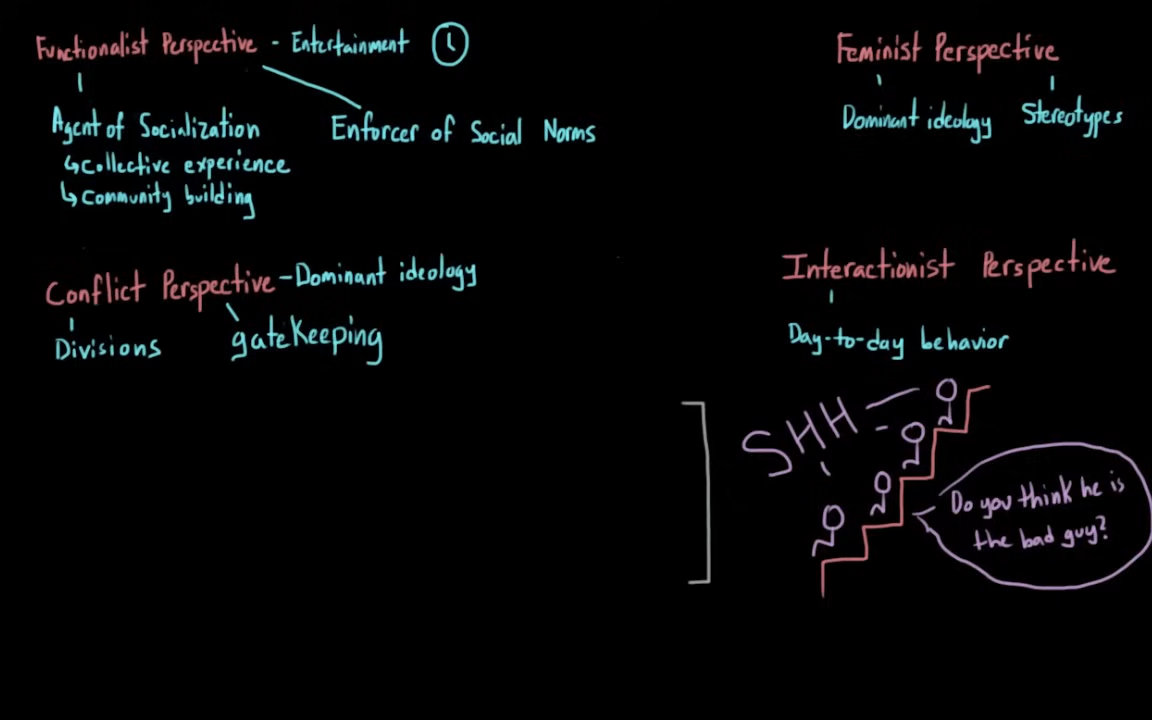 Functionalist Perspective - Entertainment
Agent of Socialization
↳collective experience
↳Community building
Enforcer of Social Norms
Conflict Perspective -Dominant ideology
Divisions
gatekeeping
Feminist Perspective
Dominant ideology
Stereotypes
Interactionist Perspective
Day-to-day behavior
SHH
Do you think he is
the bad guy?